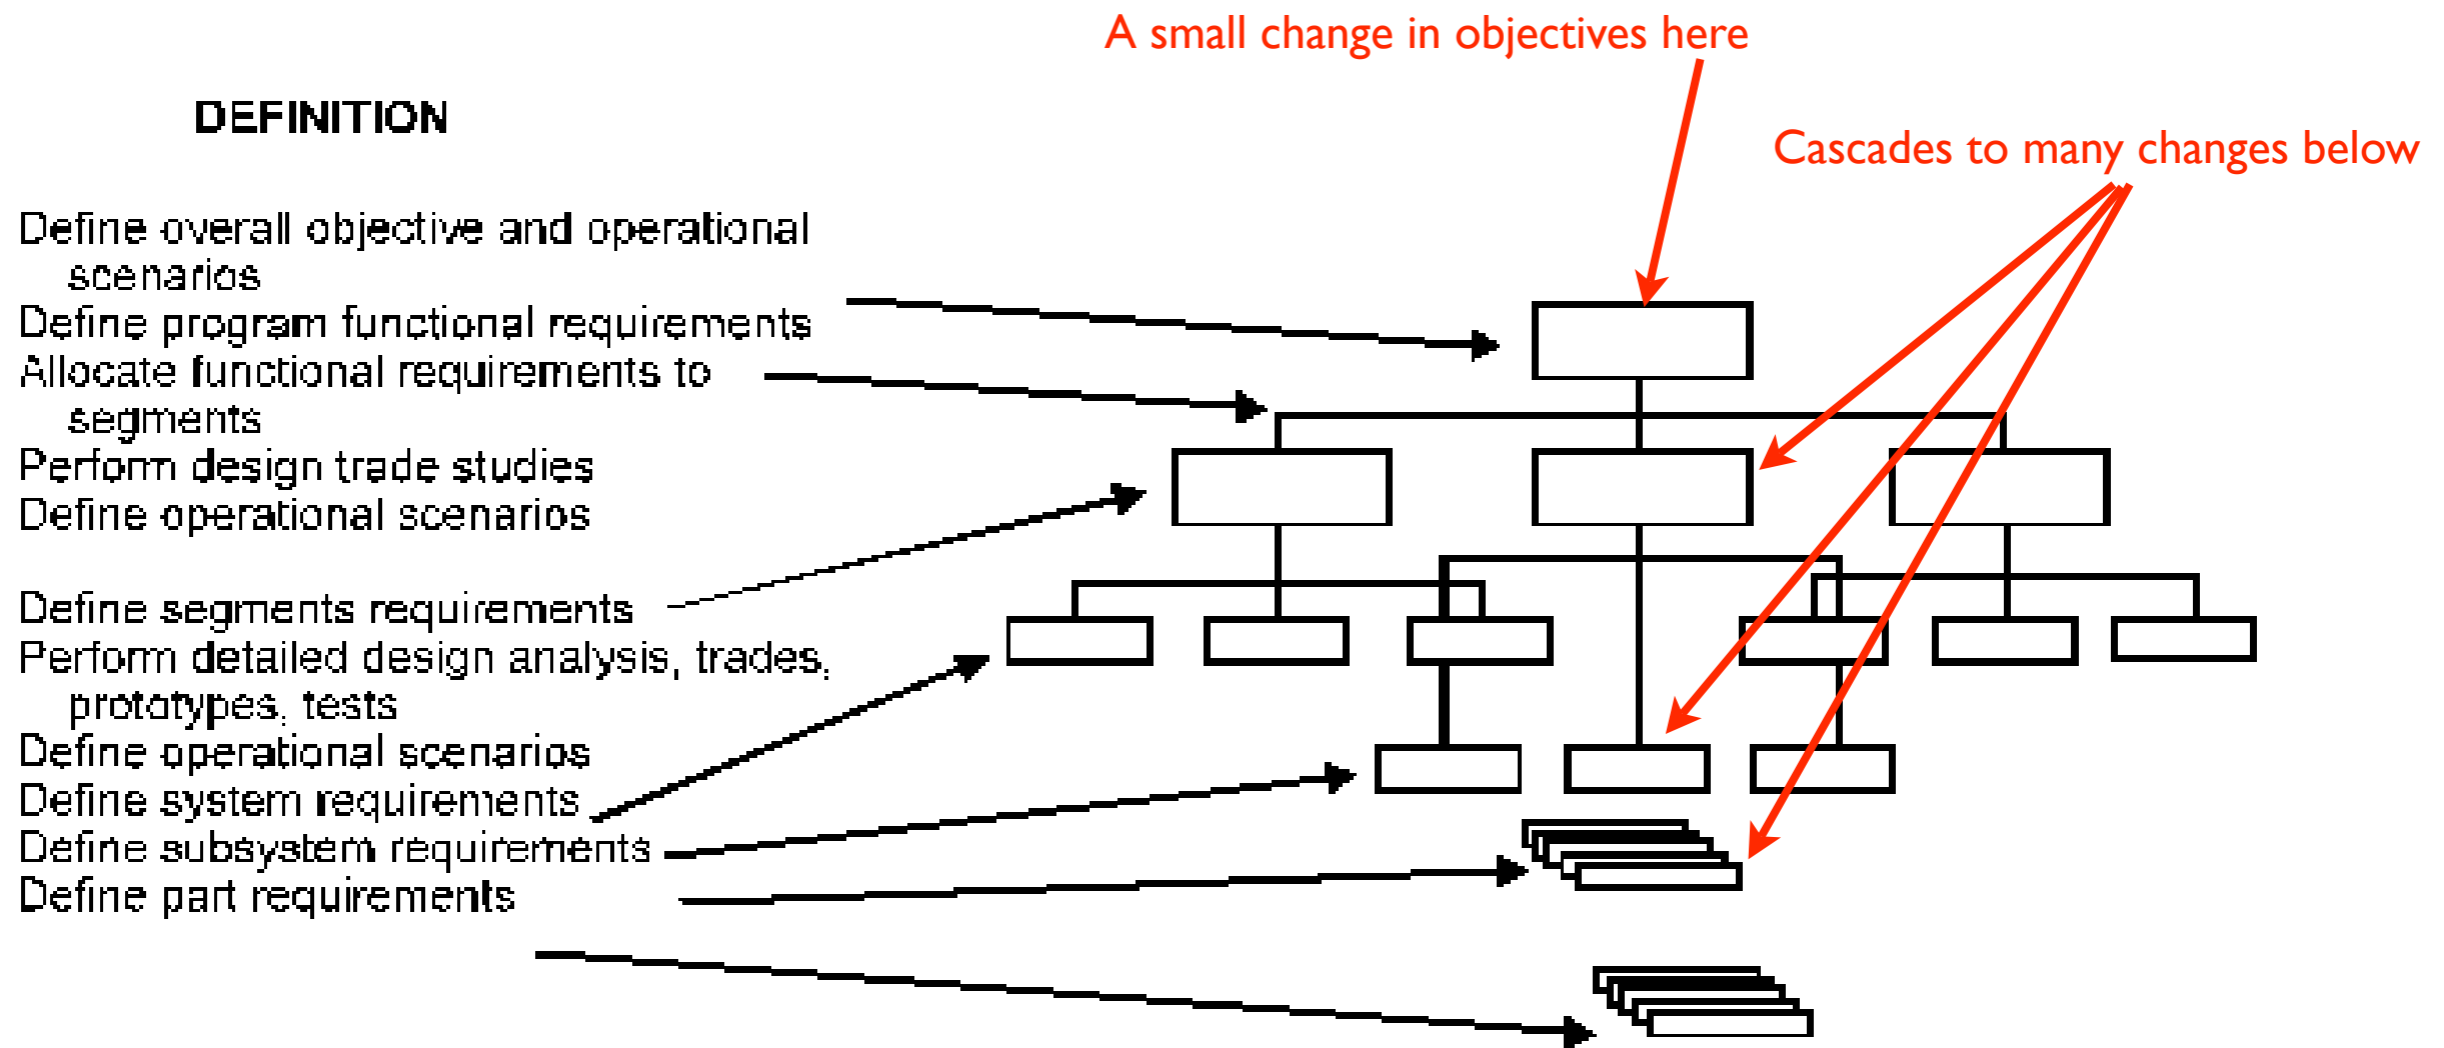 A small change in objectives here
DEFINITION
Cascades to many changes below
Define overall objective and operational
scenarios
Define program functional requirements
Allocate functional requirements to
segments
Perform design trade studies
Define operational scenarios
Define segments requirements
Perform detailed design analysis, trades,
prototypes, tests
Define operational scenarios
Define system requirements
Define subsystem requirements
Define part requirements